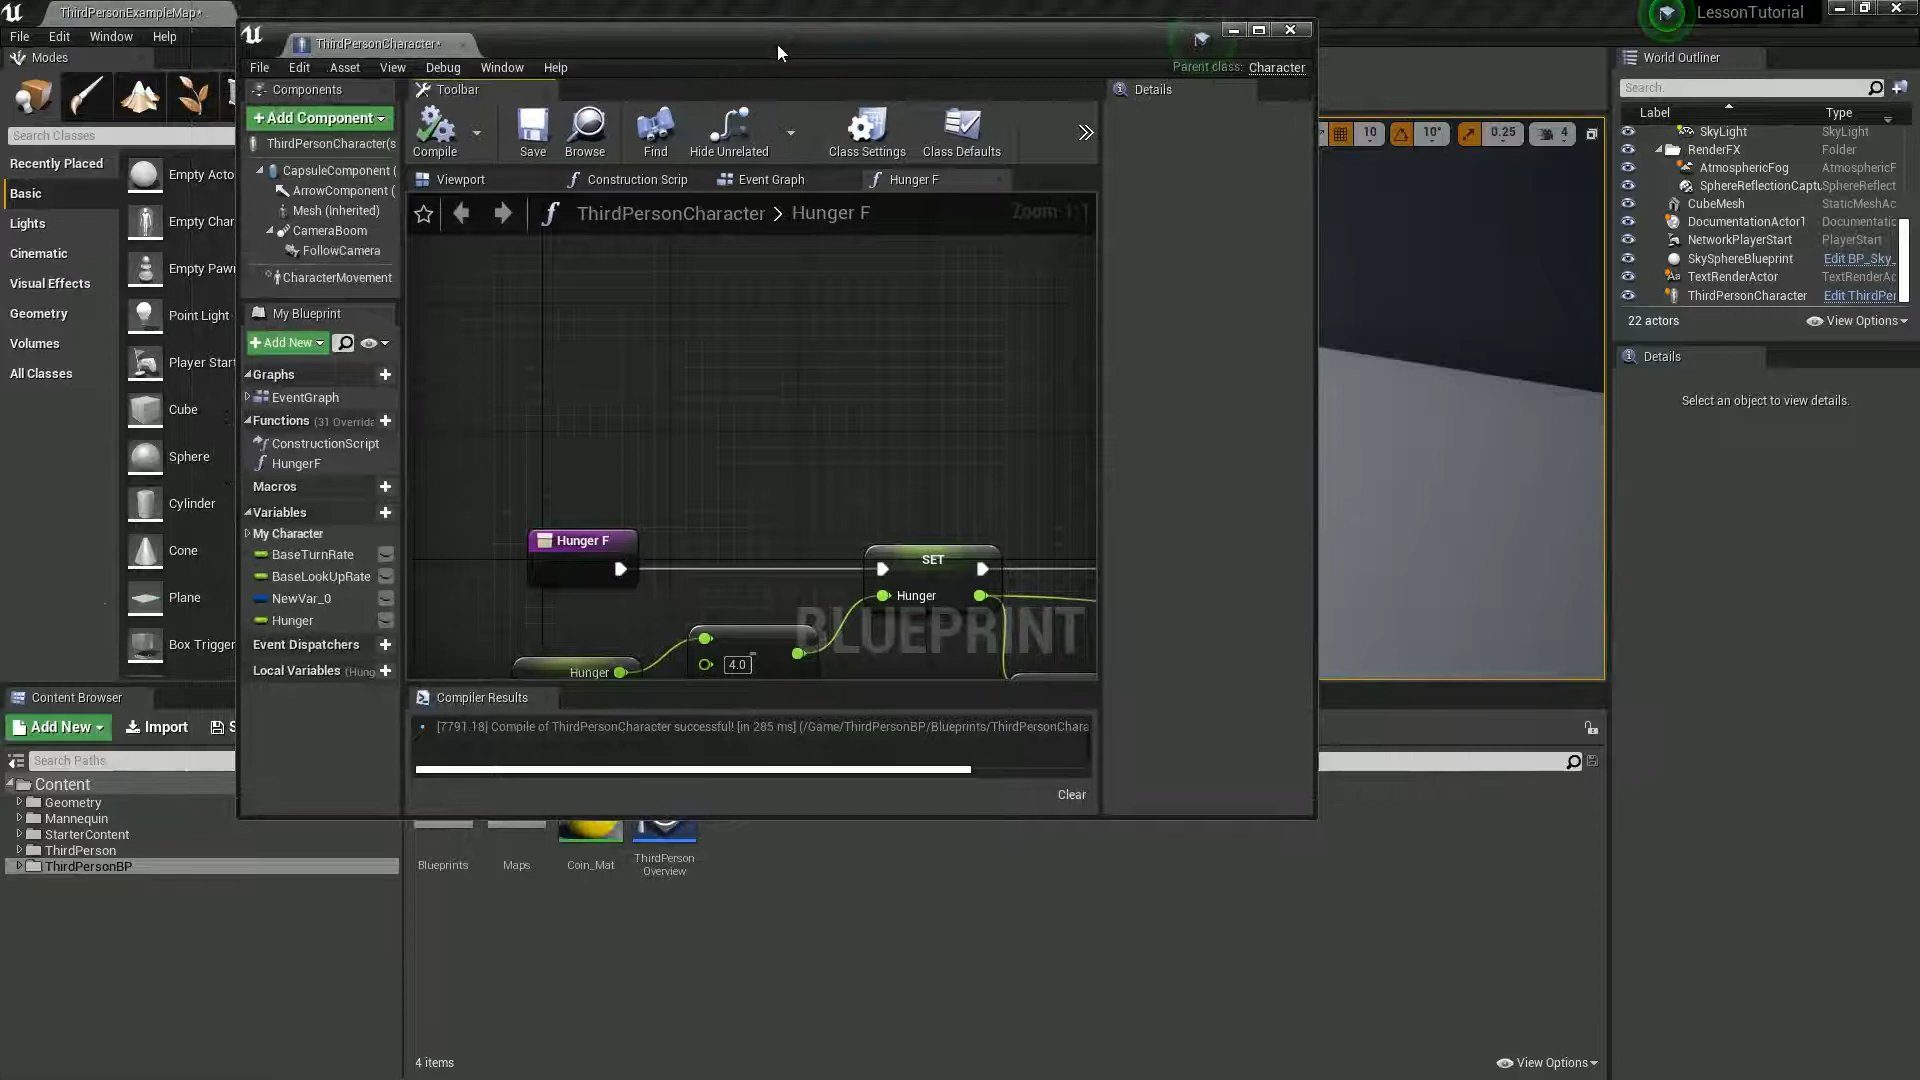 ThirdPersonExampleMap*
LessonTutorial
File Edit Window Help
ThirdPersonCharacter*
Modes
File Edit Asset View Debug Window Help
Parent class: Character
World Outliner
Components
Toolbar
Details
Search.
+Add Component
ThirdPersonCharacter(s
CapsuleComponent (
ArrowComponent (
Mesh (Inherited)
CameraBoom
FollowCamera
CharacterMovement
Compile Save Browse Find Hide Unrelated Class Settings Class Defaults
Label Type
10 10° 0.25 4
Search Classes
Recently Placed
Basic
Lights
Cinematic
Visual Effects
Geometry
Volumes
All Classes
Empty Acto
Empty Char
Empty Pawn
Point Light
Player Start
Cube
Sphere
Cylinder
Cone
Plane
Box Trigger
Viewport Construction Scrip Event Graph Hunger F
ThirdPersonCharacter > Hunger F
Zoom 1:1
SkyLight SkyLight
RenderFX Folder
AtmosphericFog AtmosphericF
SphereReflectionCaptu SphereReflect
CubeMesh StaticMeshAc
DocumentationActor1 Documentatic
NetworkPlayerStart PlayerStart
SkySphereBlueprint Edit BP_Sky_
TextRenderActor TextRenderAc
ThirdPersonCharacter Edit ThirdPer
22 actors View Options
Details
Select an object to view details.
My Blueprint
+Add New
Graphs
EventGraph
Functions (31 Overrida
ConstructionScript
HungerF
Macros
Variables
My Character
BaseTurnRate
BaseLookUpRate
NewVar_0
Hunger
Event Dispatchers
Local Variables (Hung
Hunger F
SET
Hunger
Hunger
4.0
BLUEPRINT
Compiler Results
[7791.18] Compile of ThirdPersonCharacter successful! [in 285 ms] (/Game/ThirdPersonBP/Blueprints/ThirdPersonChara
Clear
Content Browser
Add New Import S
Search Paths
Content
Geometry
Mannequin
StarterContent
ThirdPerson
ThirdPersonBP
Blueprints
Maps
Coin_Mat
ThirdPerson
Overview
4 items
View Options